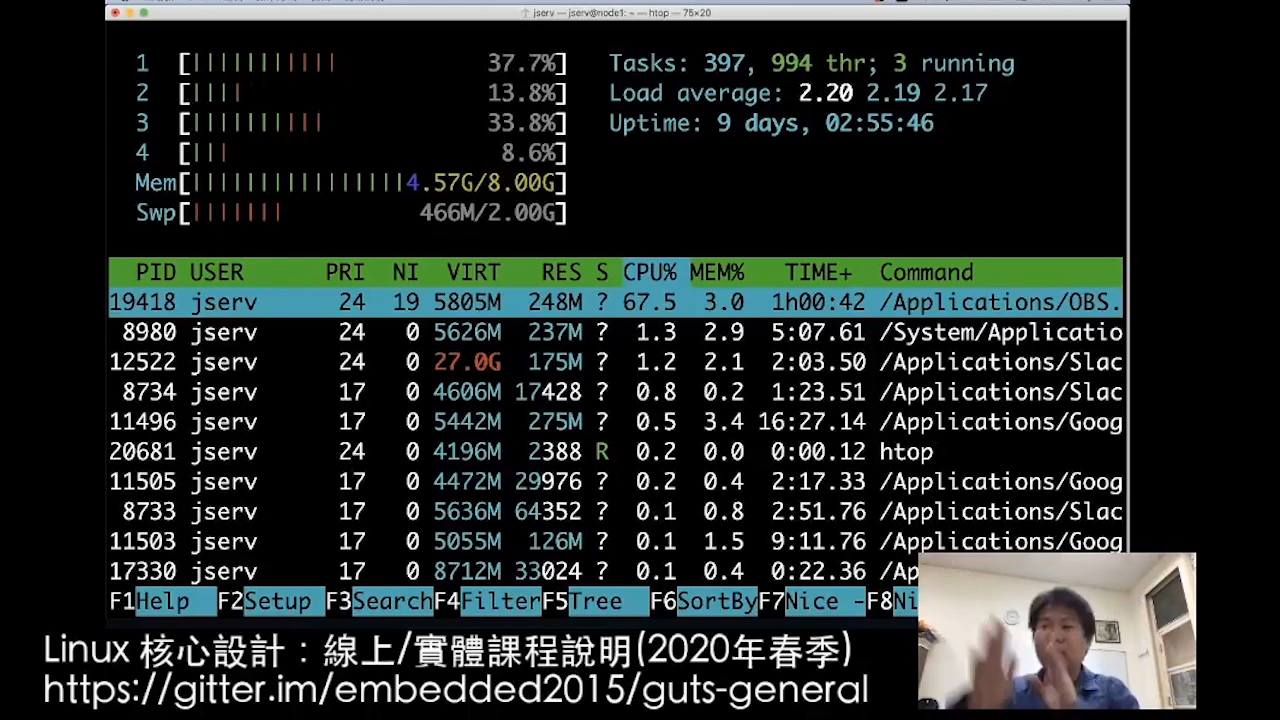 jserv — jserv@node1: ~ — htop — 75×20
1 [||||||||||| 37.7%] Tasks: 397, 994 thr; 3 running
2 [|||| 13.8%] Load average: 2.20 2.19 2.17
3 [|||||||||| 33.8%] Uptime: 9 days, 02:55:46
4 [||| 8.6%]
Mem[||||||||||||||||4.57G/8.00G]
Swp[||||||| 466M/2.00G]
PID USER PRI NI VIRT RES S CPU% MEM% TIME+ Command
19418 jserv 24 19 5805M 248M ? 67.5 3.0 1h00:42 /Applications/OBS.
8980 jserv 24 0 5626M 237M ? 1.3 2.9 5:07.61 /System/Applicatio
12522 jserv 24 0 27.0G 175M ? 1.2 2.1 2:03.50 /Applications/Slac
8734 jserv 17 0 4606M 17428 ? 0.8 0.2 1:23.51 /Applications/Slac
11496 jserv 17 0 5442M 275M ? 0.5 3.4 16:27.14 /Applications/Goog
20681 jserv 24 0 4196M 2388 R 0.2 0.0 0:00.12 htop
11505 jserv 17 0 4472M 29976 ? 0.2 0.4 2:17.33 /Applications/Goog
8733 jserv 17 0 5636M 64352 ? 0.1 0.8 2:51.76 /Applications/Slac
11503 jserv 17 0 5055M 126M ? 0.1 1.5 9:11.76 /Applications/Goog
17330 jserv 17 0 8712M 33024 ? 0.1 0.4 0:22.36 /Ap
F1Help F2Setup F3SearchF4FilterF5Tree F6SortByF7Nice -F8Ni
Linux 核心設計：線上/實體課程說明(2020年春季)
https://gitter.im/embedded2015/guts-general